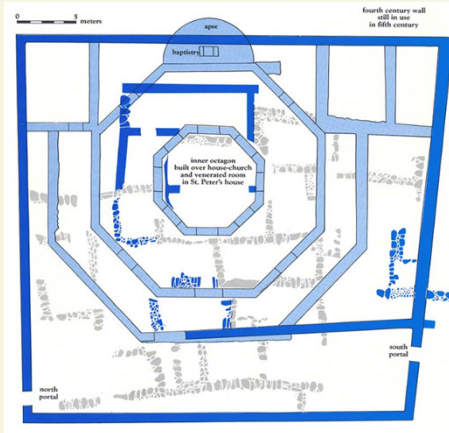 0 5
meters
apse
fourth century wall
still in use
in fifth century
baptistry
inner octagon
built over house-church
and venerated room
in St. Peter's house
south
portal
north
portal